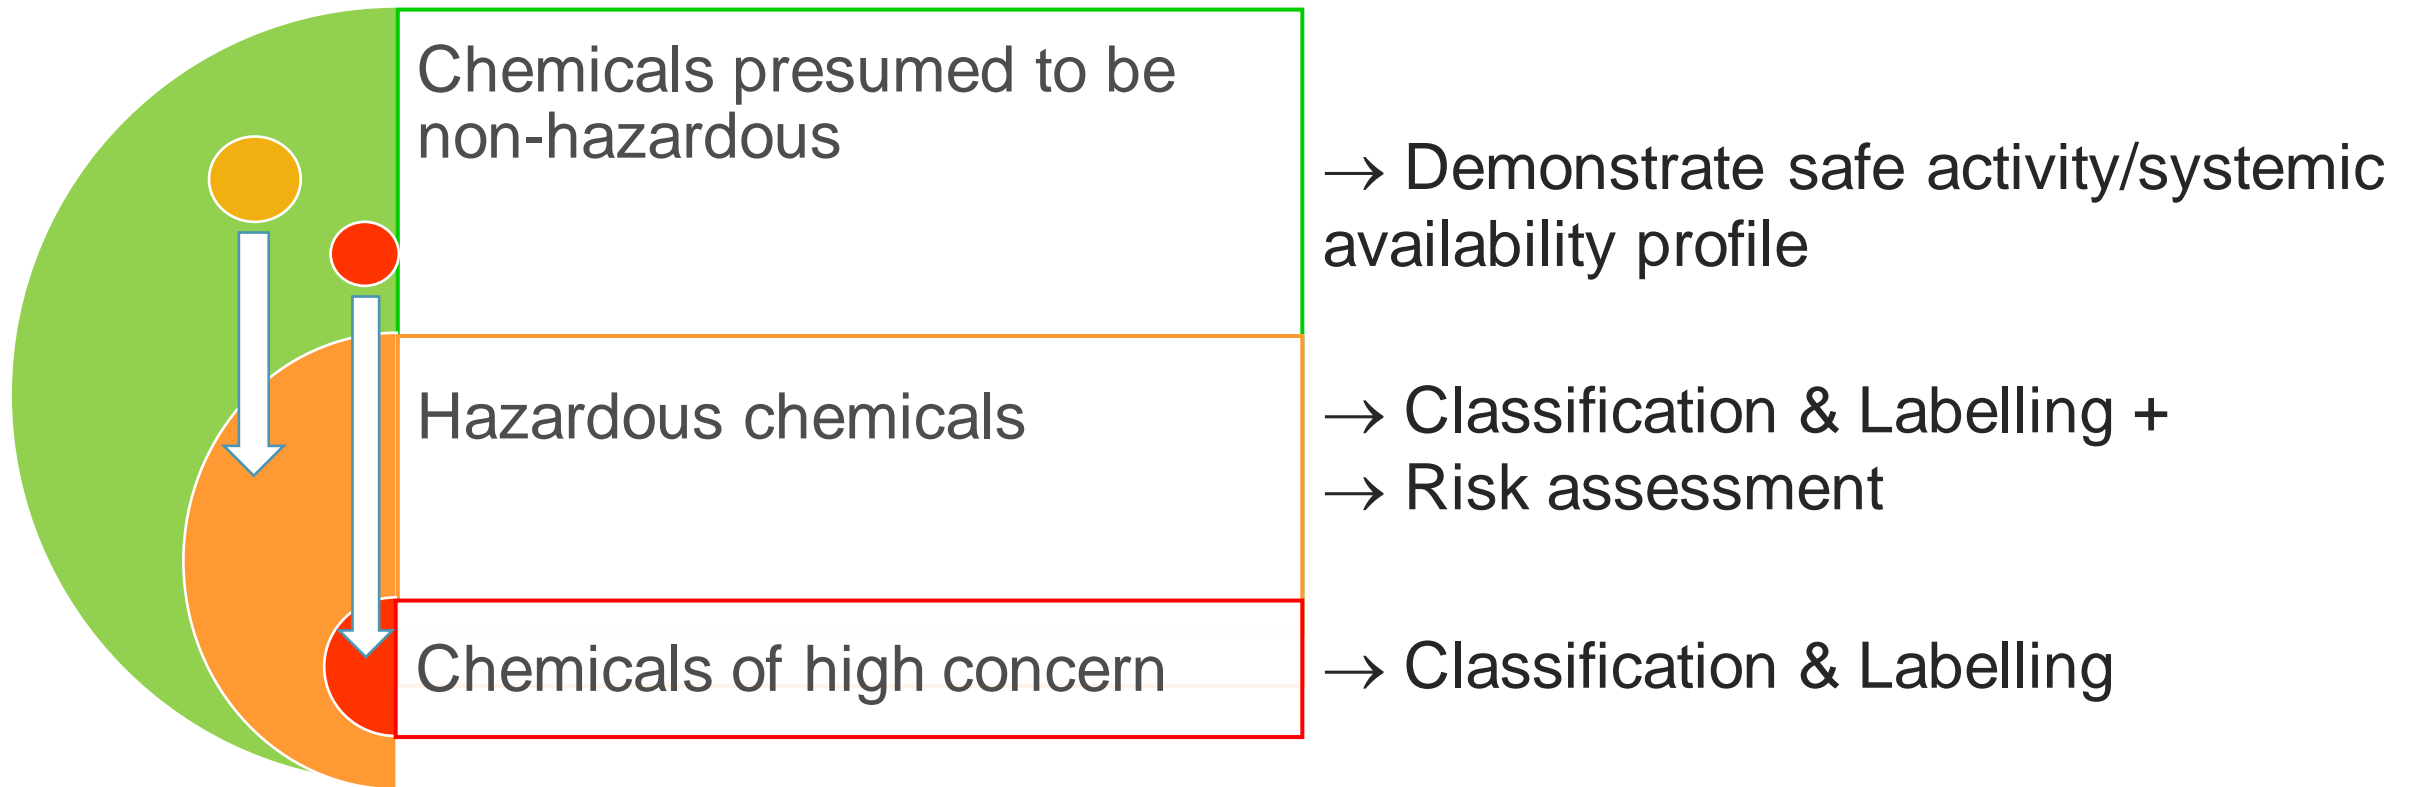 Chemicals presumed to be
non-hazardous
→ Demonstrate safe activity/systemic
availability profile
Hazardous chemicals
→ Classification & Labelling +
→ Risk assessment
Chemicals of high concern
→ Classification & Labelling